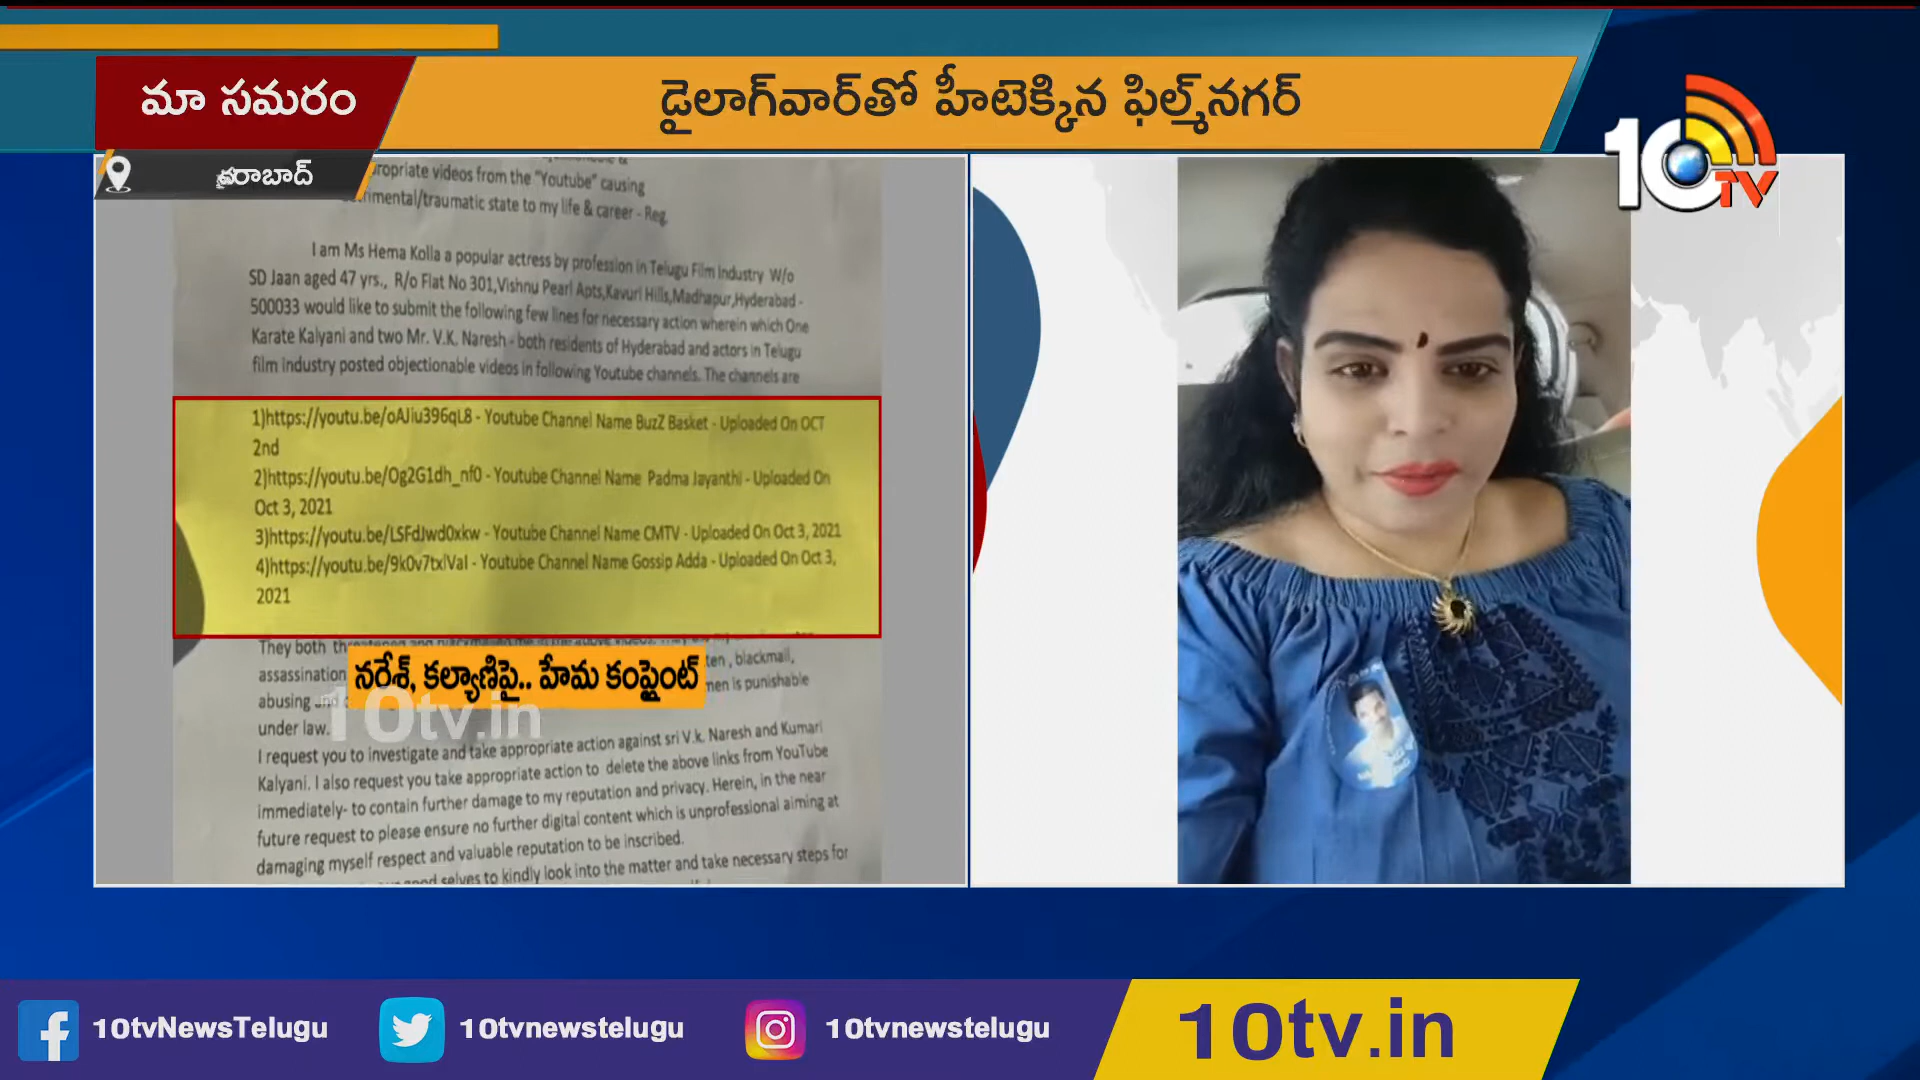 మా సమరం
డైలాగ్‌వార్‌తో హీటెక్కిన ఫిల్మ్‌నగర్
10TV
ropriate videos from the "Youtube" causing
mental/traumatic state to my life & career - Reg.
I am Ms Hema Kolla a popular actress by profession in Telugu Film Industry W/o
SD Jaan aged 47 yrs., R/o Flat No 301,Vishnu Pearl Apts,Kavuri Hills,Madhapur,Hyderabad -
500033 would like to submit the following few lines for necessary action wherein which One
Karate Kalyani and two Mr. V.K. Naresh - both residents of Hyderabad and actors in Telugu
film industry posted objectionable videos in following Youtube channels. The channels are
1)https://youtu.be/oAJiu396qL8 - Youtube Channel Name BuzZ Basket - Uploaded On OCT
2nd
2)https://youtu.be/Og2G1dh_nf0 - Youtube Channel Name Padma Jayanthi - Uploaded On
Oct 3, 2021
3)https://youtu.be/LSFdJwd0xkw - Youtube Channel Name CMTV - Uploaded On Oct 3, 2021
4)https://youtu.be/9k0v7txlVaI - Youtube Channel Name Gossip Adda - Uploaded On Oct 3,
2021
They both
assassination ten , blackmail,
abusing men is punishable
under law.
నరేశ్, కల్యాణిపై.. హేమ కంప్లైంట్
10tv.in
I request you to investigate and take appropriate action against sri V.k. Naresh and Kumari
Kalyani. I also request you take appropriate action to delete the above links from YouTube
immediately- to contain further damage to my reputation and privacy. Herein, in the near
future request to please ensure no further digital content which is unprofessional aiming at
damaging myself respect and valuable reputation to be inscribed.
selves to kindly look into the matter and take necessary steps for
10tvNewsTelugu
10tvnewstelugu
10tvnewstelugu
10tv.in